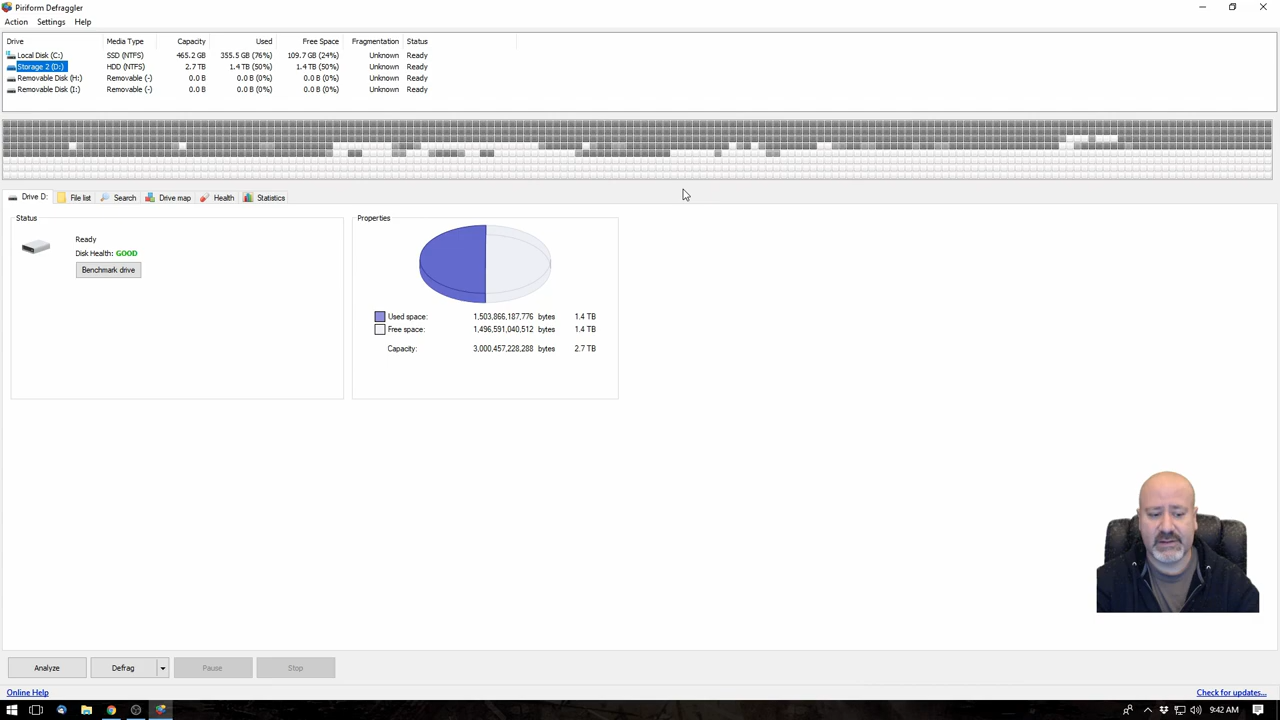 Piriform Defraggler
Action Settings Help
Drive Media Type Capacity Used Free Space Fragmentation Status
Local Disk (C:) SSD (NTFS) 465.2 GB 355.5 GB (76%) 109.7 GB (24%) Unknown Ready
Storage 2 (D:) HDD (NTFS) 2.7 TB 1.4 TB (50%) 1.4 TB (50%) Unknown Ready
Removable Disk (H:) Removable (-) 0.0 B 0.0 B (0%) 0.0 B (0%) Unknown Ready
Removable Disk (I:) Removable (-) 0.0 B 0.0 B (0%) 0.0 B (0%) Unknown Ready
Drive D: File list Search Drive map Health Statistics
Status Properties
Ready
Disk Health: GOOD
Benchmark drive
Used space: 1,503,866,187,776 bytes 1.4 TB
Free space: 1,496,591,040,512 bytes 1.4 TB
Capacity: 3,000,457,228,288 bytes 2.7 TB
Analyze Defrag Pause Stop
Online Help Check for updates...
9:42 AM